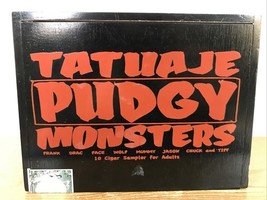 TATUAJE
PUDGY
MONSTERS
FRANK DRAC FACE WOLF MUMMY JASON CHUCK and TIFF
10 Cigar Sampler for Adults